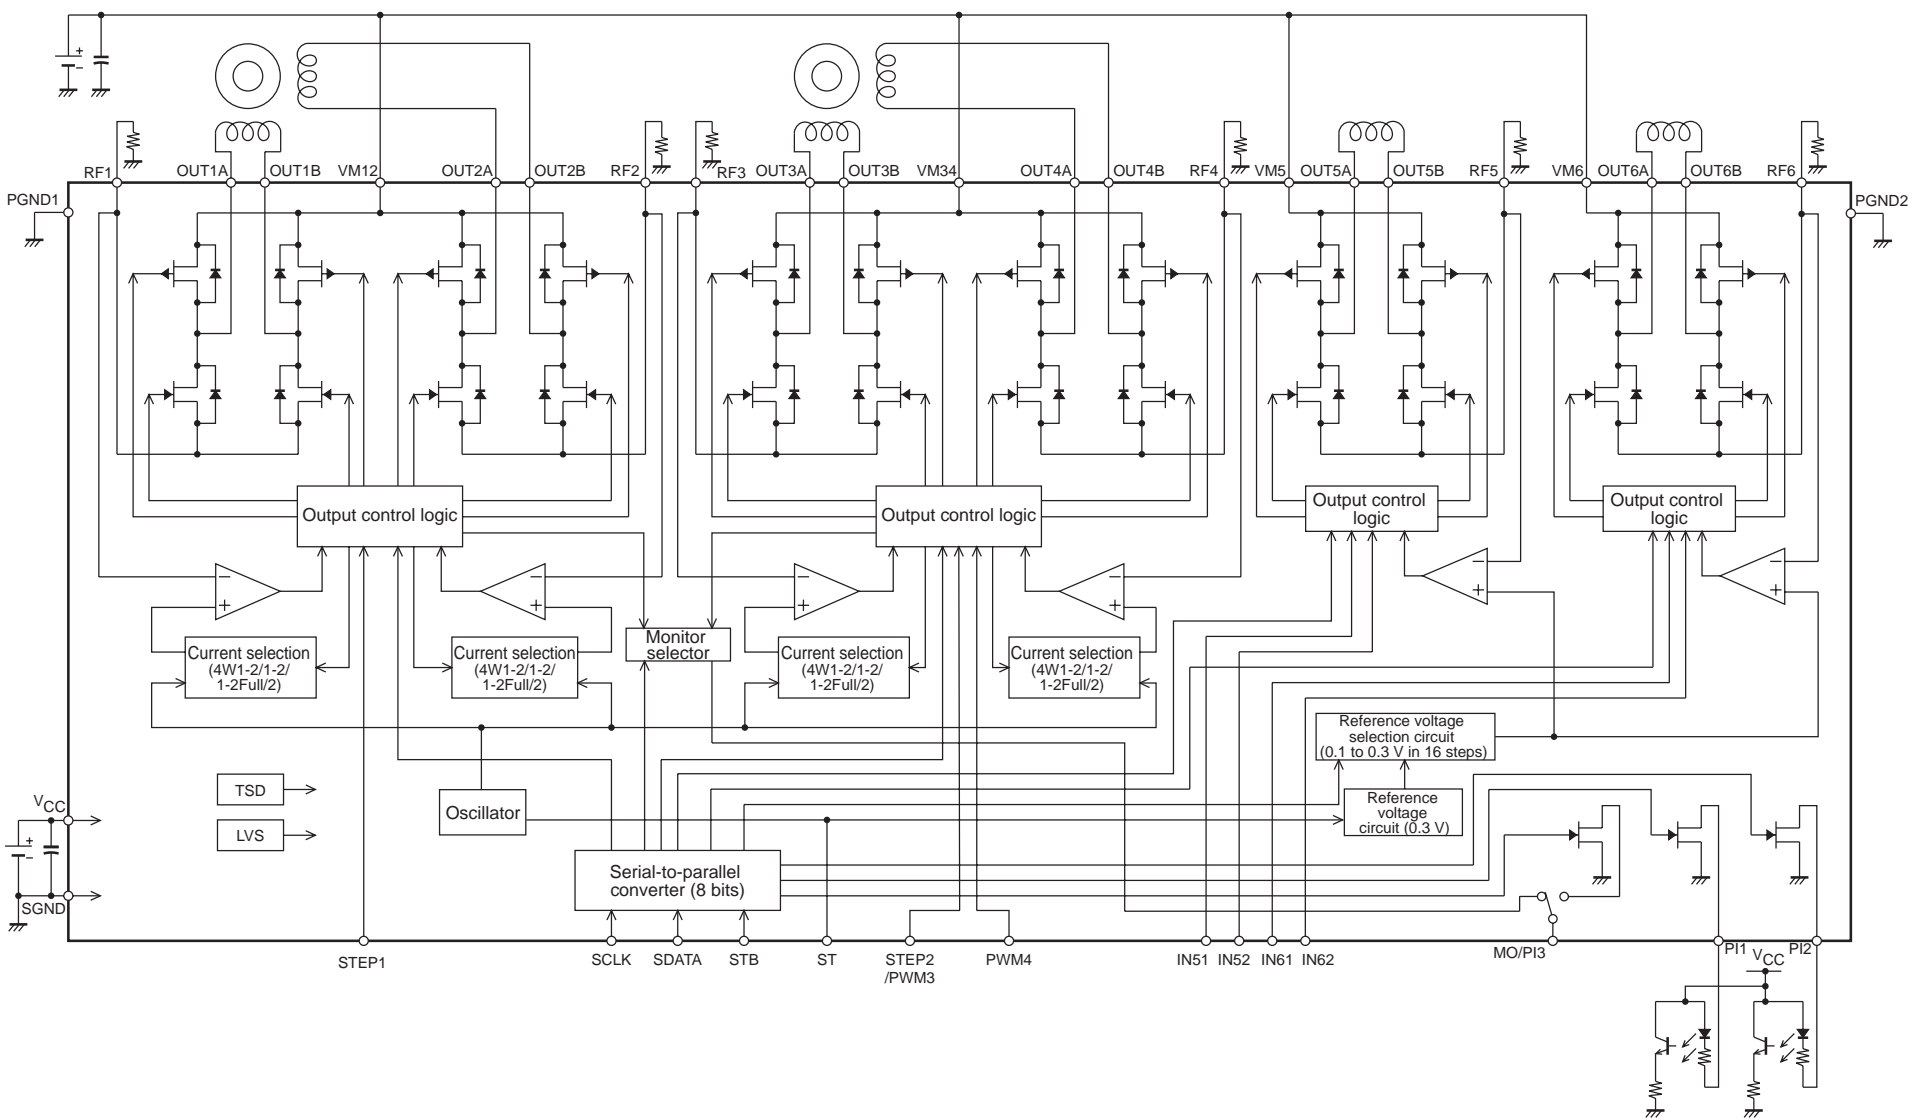 +
−
RF1
OUT1A
OUT1B
VM12
OUT2A
OUT2B
RF2
RF3
OUT3A
OUT3B
VM34
OUT4A
OUT4B
RF4
VM5
OUT5A
OUT5B
RF5
VM6
OUT6A
OUT6B
RF6
PGND1
PGND2
Output control logic
Output control logic
Output control
logic
Output control
logic
−
+
−
+
−
+
−
+
−
+
−
+
Current selection
(4W1-2/1-2/
1-2Full/2)
Current selection
(4W1-2/1-2/
1-2Full/2)
Monitor
selector
Current selection
(4W1-2/1-2/
1-2Full/2)
Current selection
(4W1-2/1-2/
1-2Full/2)
Reference voltage
selection circuit
(0.1 to 0.3 V in 16 steps)
TSD
LVS
Oscillator
Reference
voltage
circuit (0.3 V)
VCC
+
−
SGND
Serial-to-parallel
converter (8 bits)
STEP1
SCLK
SDATA
STB
ST
STEP2
/PWM3
PWM4
IN51
IN52
IN61
IN62
MO/PI3
PI1
PI2
VCC